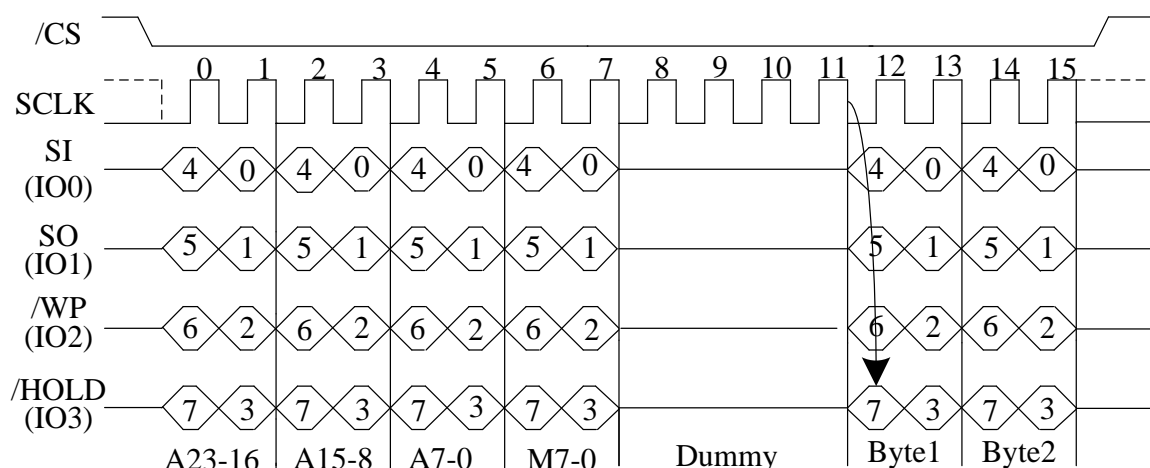 /CS
0 1 2 3 4 5 6 7 8 9 10 11 12 13 14 15
SCLK
SI
(IO0)
4 0 4 0 4 0 4 0 4 0 4 0
SO
(IO1)
5 1 5 1 5 1 5 1 5 1 5 1
/WP
(IO2)
6 2 6 2 6 2 6 2 6 2 6 2
/HOLD
(IO3)
7 3 7 3 7 3 7 3 7 3 7 3
A23-16 A15-8 A7-0 M7-0 Dummy Byte1 Byte2